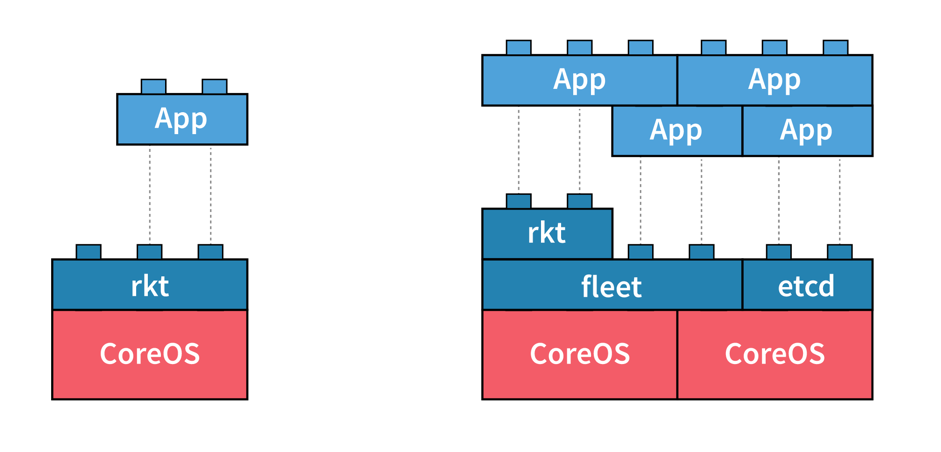 App
rkt
CoreOS
App App
App App
rkt
fleet etcd
CoreOS CoreOS